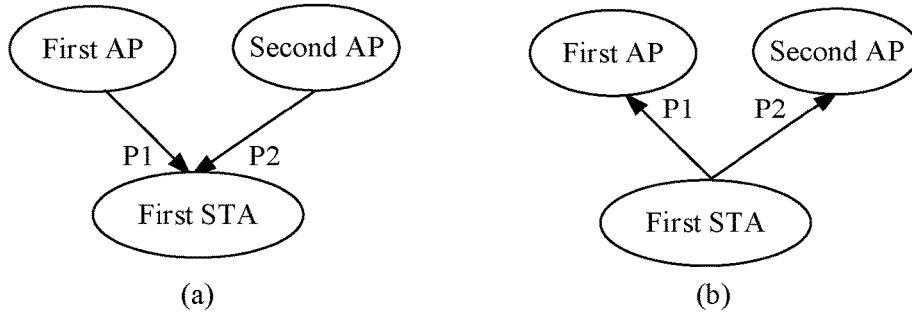 First AP
Second AP
P1
P2
First STA
(a)
First AP
Second AP
P1
P2
First STA
(b)